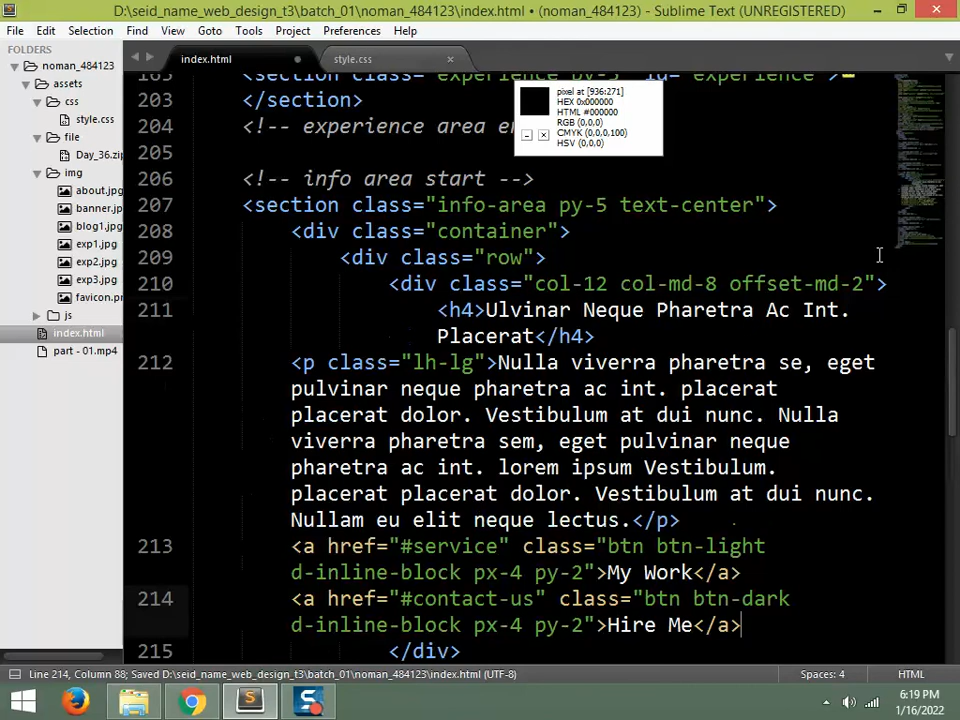 D:\seid_name_web_design_t3\batch_01\noman_484123\index.html • (noman_484123) - Sublime Text (UNREGISTERED)
File Edit Selection Find View Goto Tools Project Preferences Help
FOLDERS
noman_484123
assets
css
style.css
file
Day_36.zip
img
about.jpg
banner.jp
blog1.jpg
exp1.jpg
exp2.jpg
exp3.jpg
favicon.pr
js
index.html
part - 01.mp4
index.html
style.css
pixel at [936:271]
HEX 0x000000
HTML #000000
RGB (0,0,0)
CMYK (0,0,0,100)
HSV (0,0,0)
<section class="experience py-5" id="experience">
203 </section>
204 <!-- experience area en
205
206 <!-- info area start -->
207 <section class="info-area py-5 text-center">
208 <div class="container">
209 <div class="row">
210 <div class="col-12 col-md-8 offset-md-2">
211 <h4>Ulvinar Neque Pharetra Ac Int.
Placerat</h4>
212 <p class="lh-lg">Nulla viverra pharetra se, eget
pulvinar neque pharetra ac int. placerat
placerat dolor. Vestibulum at dui nunc. Nulla
viverra pharetra sem, eget pulvinar neque
pharetra ac int. lorem ipsum Vestibulum.
placerat placerat dolor. Vestibulum at dui nunc.
Nullam eu elit neque lectus.</p>
213 <a href="#service" class="btn btn-light
d-inline-block px-4 py-2">My Work</a>
214 <a href="#contact-us" class="btn btn-dark
d-inline-block px-4 py-2">Hire Me</a>
215 </div>
Line 214, Column 88; Saved D:\seid_name_web_design_t3\batch_01\noman_484123\index.html (UTF-8)
Spaces: 4
HTML
6:19 PM
1/16/2022